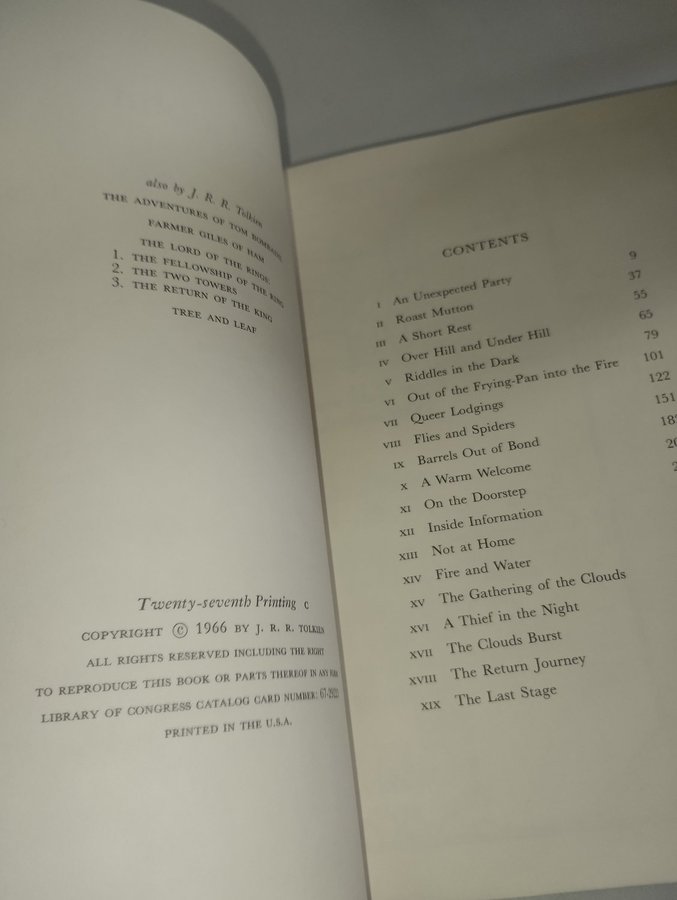 also by J. R. R. Tolkien
THE ADVENTURES OF TOM BOMBADIL
FARMER GILES OF HAM
THE LORD OF THE RINGS:
1. THE FELLOWSHIP OF THE RING
2. THE TWO TOWERS
3. THE RETURN OF THE KING
TREE AND LEAF
Twenty-seventh Printing c
COPYRIGHT © 1966 BY J. R. R. TOLKIEN
ALL RIGHTS RESERVED INCLUDING THE RIGHT
TO REPRODUCE THIS BOOK OR PARTS THEREOF IN ANY FORM
LIBRARY OF CONGRESS CATALOG CARD NUMBER:
PRINTED IN THE U.S.A.
CONTENTS
I An Unexpected Party 9
II Roast Mutton 37
III A Short Rest 55
IV Over Hill and Under Hill 65
V Riddles in the Dark 79
VI Out of the Frying-Pan into the Fire 101
VII Queer Lodgings 122
VIII Flies and Spiders 151
IX Barrels Out of Bond
X A Warm Welcome
XI On the Doorstep
XII Inside Information
XIII Not at Home
XIV Fire and Water
XV The Gathering of the Clouds
XVI A Thief in the Night
XVII The Clouds Burst
XVIII The Return Journey
XIX The Last Stage